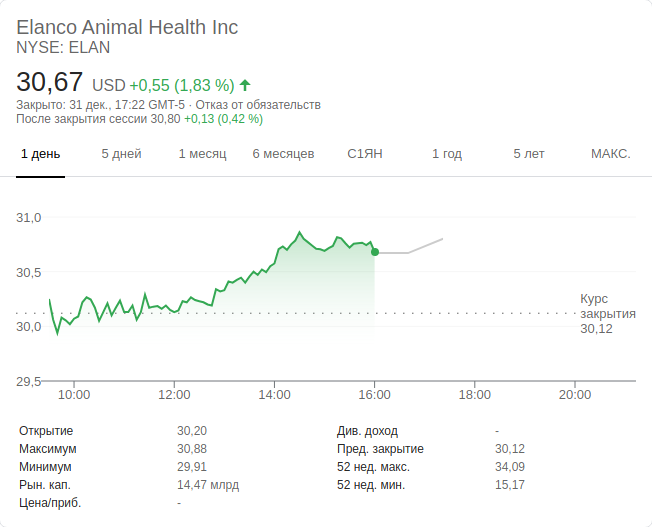 Elanco Animal Health Inc
NYSE: ELAN
30,67 USD +0,55 (1,83 %)
Закрыто: 31 дек., 17:22 GMT-5 · Отказ от обязательств
После закрытия сессии 30,80 +0,13 (0,42 %)
1 день 5 дней 1 месяц 6 месяцев С1ЯН 1 год 5 лет МАКС.
31,0
30,5
30,0
29,5
Курс
закрытия
30,12
10:00 12:00 14:00 16:00 18:00 20:00
Открытие 30,20
Максимум 30,88
Минимум 29,91
Рын. кап. 14,47 млрд
Цена/приб. -
Див. доход -
Пред. закрытие 30,12
52 нед. макс. 34,09
52 нед. мин. 15,17